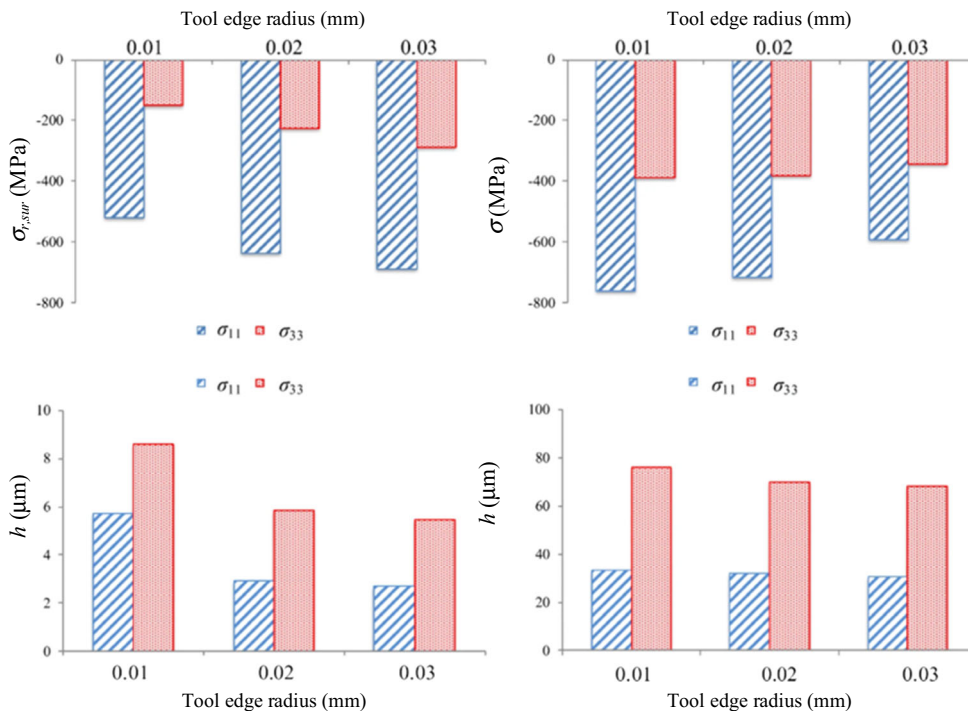 Tool edge radius (mm)
0.01 0.02 0.03
0
-200
-400
-600
-800
σr,sur (MPa)
σ11 σ33
Tool edge radius (mm)
0.01 0.02 0.03
0
-200
-400
-600
-800
σ (MPa)
σ11 σ33
σ11 σ33
10
8
6
4
2
0
h (μm)
0.01 0.02 0.03
Tool edge radius (mm)
σ11 σ33
100
80
60
40
20
0
h (μm)
0.01 0.02 0.03
Tool edge radius (mm)